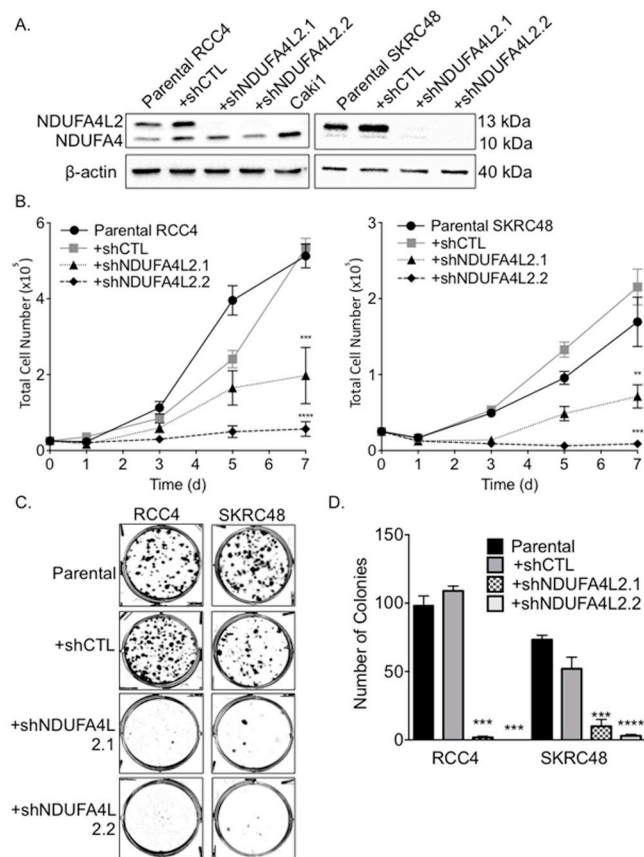 A.
Parental RCC4
+shCTL
+shNDUFA4L2.1
+shNDUFA4L2.2
Caki1
Parental SKRC48
+shCTL
+shNDUFA4L2.1
+shNDUFA4L2.2
NDUFA4L2
13 kDa
NDUFA4
10 kDa
β-actin
40 kDa
B.
Total Cell Number (x10⁵)
6
4
2
0
Parental RCC4
+shCTL
+shNDUFA4L2.1
+shNDUFA4L2.2
***
****
0 1 2 3 4 5 6 7
Time (d)
Total Cell Number (x10⁵)
3
2
1
0
Parental SKRC48
+shCTL
+shNDUFA4L2.1
+shNDUFA4L2.2
**
***
0 1 2 3 4 5 6 7
Time (d)
C.
RCC4 SKRC48
Parental
+shCTL
+shNDUFA4L
2.1
+shNDUFA4L
2.2
D.
Number of Colonies
150
100
50
0
Parental
+shCTL
+shNDUFA4L2.1
+shNDUFA4L2.2
*** *** *** ****
RCC4 SKRC48